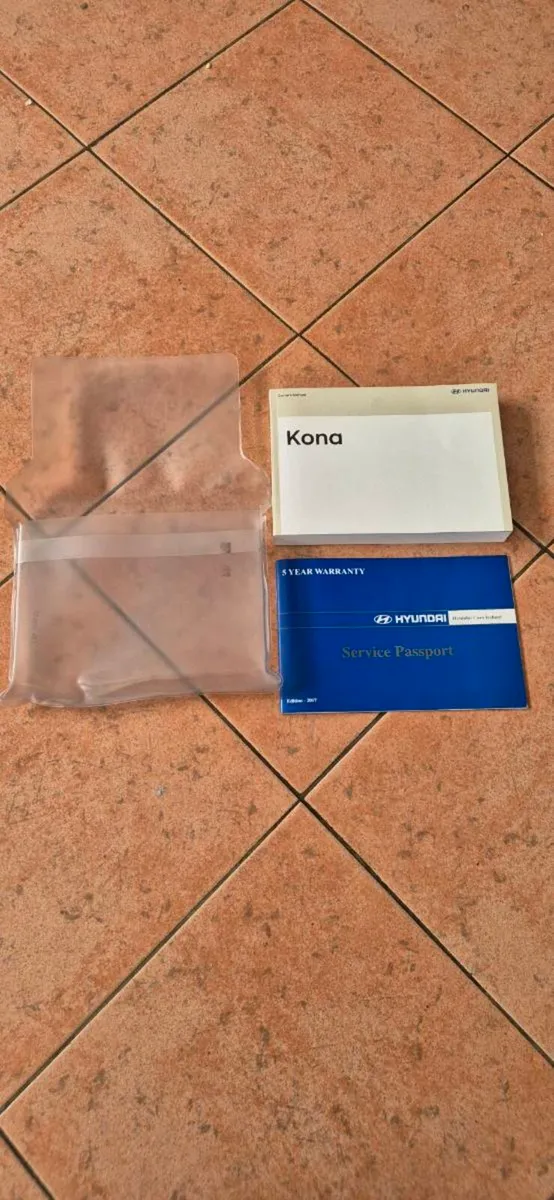 Owner's Manual
HYUNDAI
Kona
5 YEAR WARRANTY
HYUNDAI
Service Passport
Edition - 2017